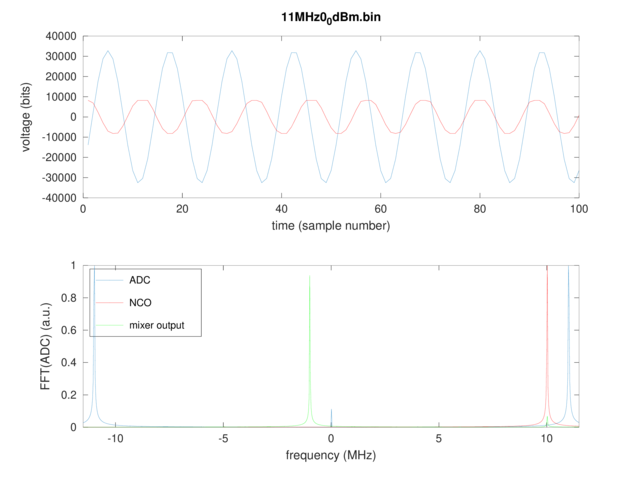 11MHz0₀dBm.bin
40000
30000
20000
10000
0
-10000
-20000
-30000
-40000
voltage (bits)
0 20 40 60 80 100
time (sample number)
1
0.8
0.6
0.4
0.2
0
FFT(ADC) (a.u.)
ADC
NCO
mixer output
-10 -5 0 5 10
frequency (MHz)